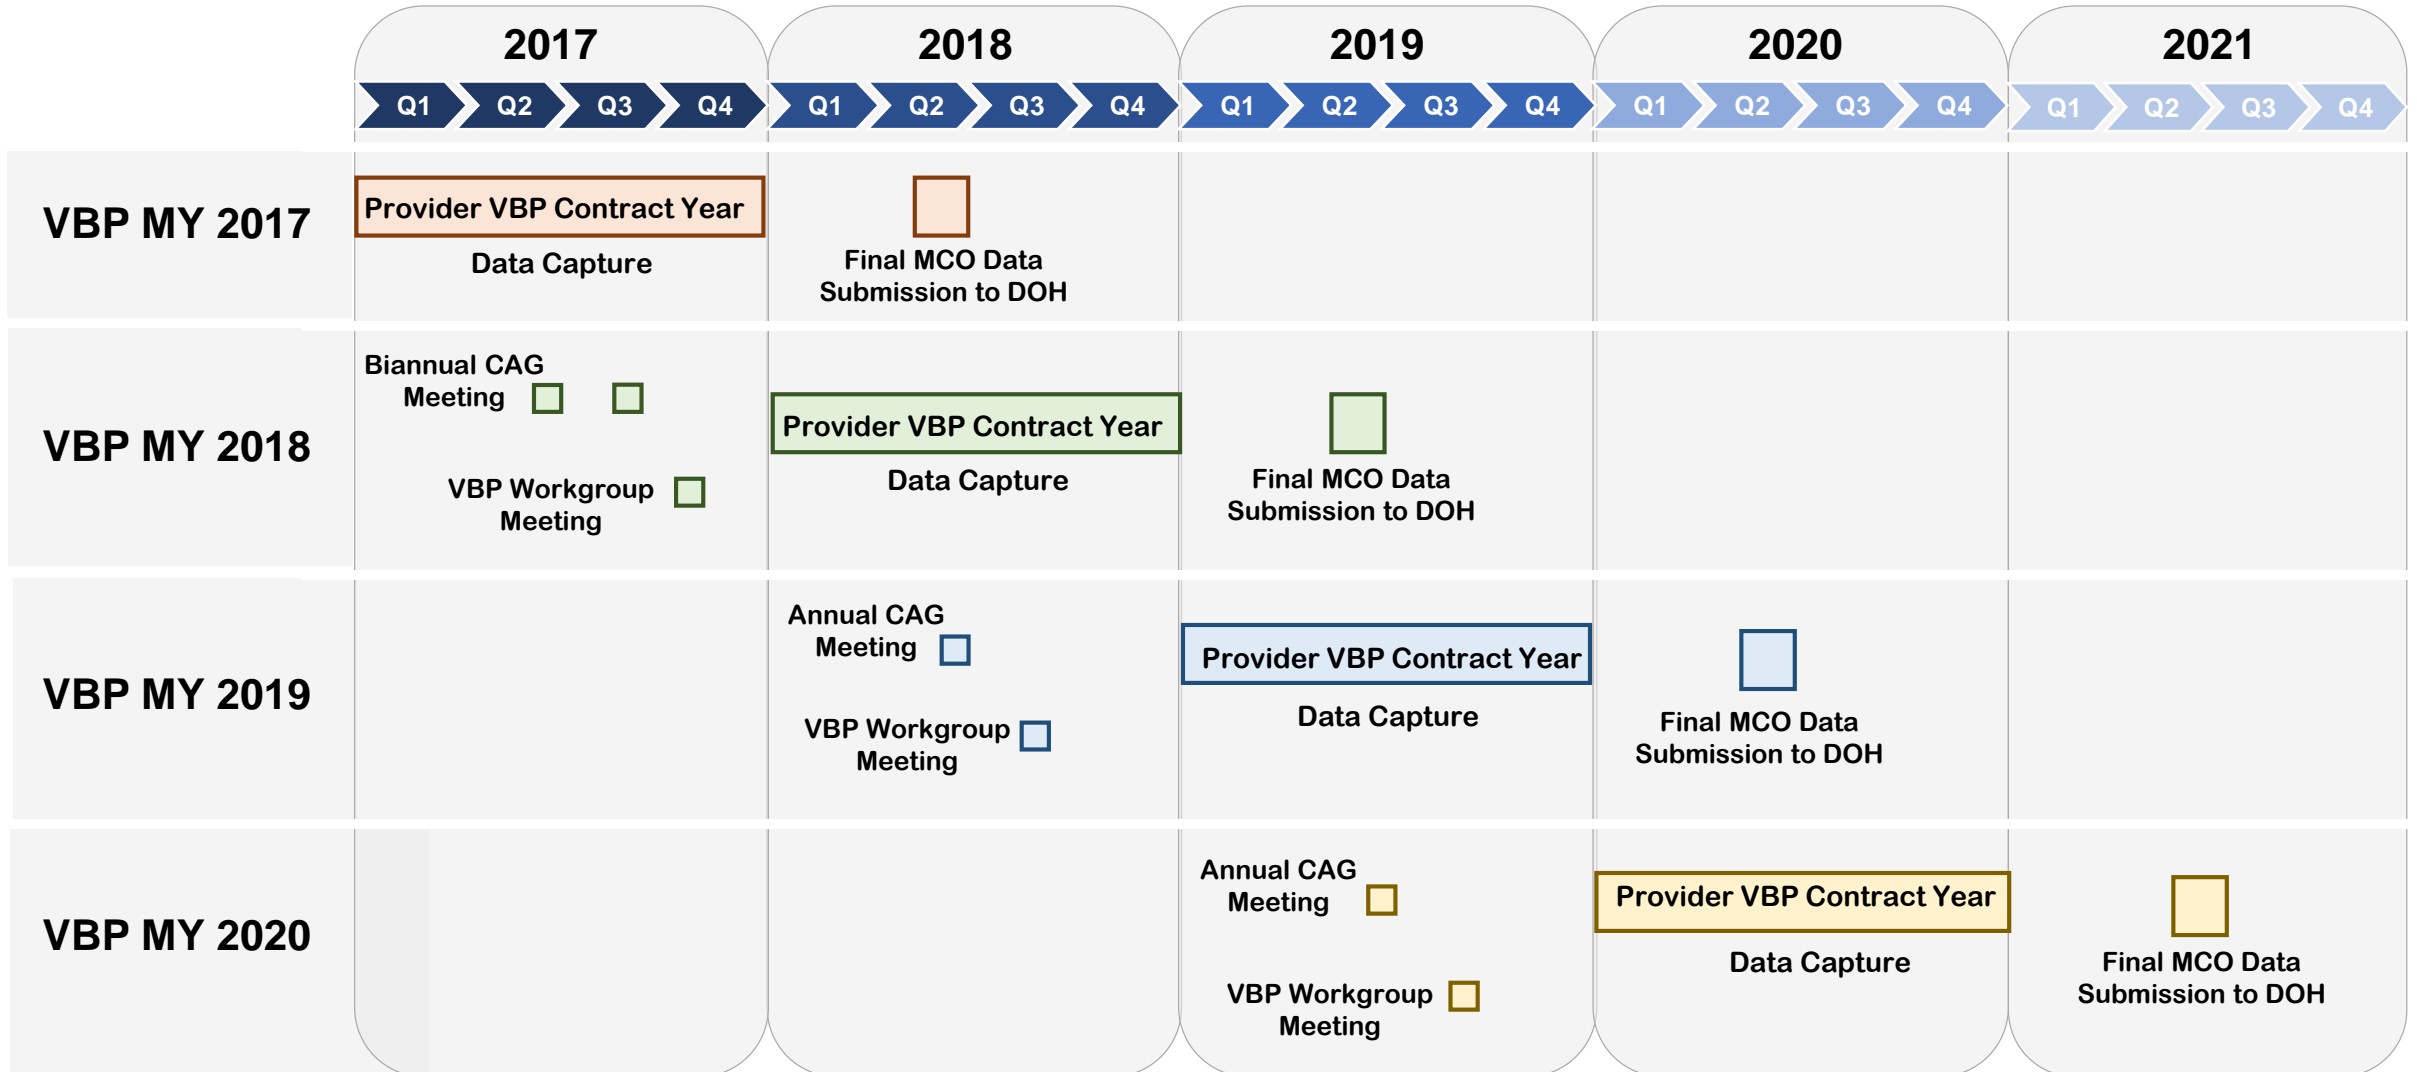 2017 2018 2019 2020 2021
Q1 Q2 Q3 Q4 Q1 Q2 Q3 Q4 Q1 Q2 Q3 Q4 Q1 Q2 Q3 Q4 Q1 Q2 Q3 Q4
VBP MY 2017
Provider VBP Contract Year
Data Capture
Final MCO Data
Submission to DOH
VBP MY 2018
Biannual CAG
Meeting
VBP Workgroup
Meeting
Provider VBP Contract Year
Data Capture
Final MCO Data
Submission to DOH
VBP MY 2019
Annual CAG
Meeting
VBP Workgroup
Meeting
Provider VBP Contract Year
Data Capture
Final MCO Data
Submission to DOH
VBP MY 2020
Annual CAG
Meeting
VBP Workgroup
Meeting
Provider VBP Contract Year
Data Capture
Final MCO Data
Submission to DOH